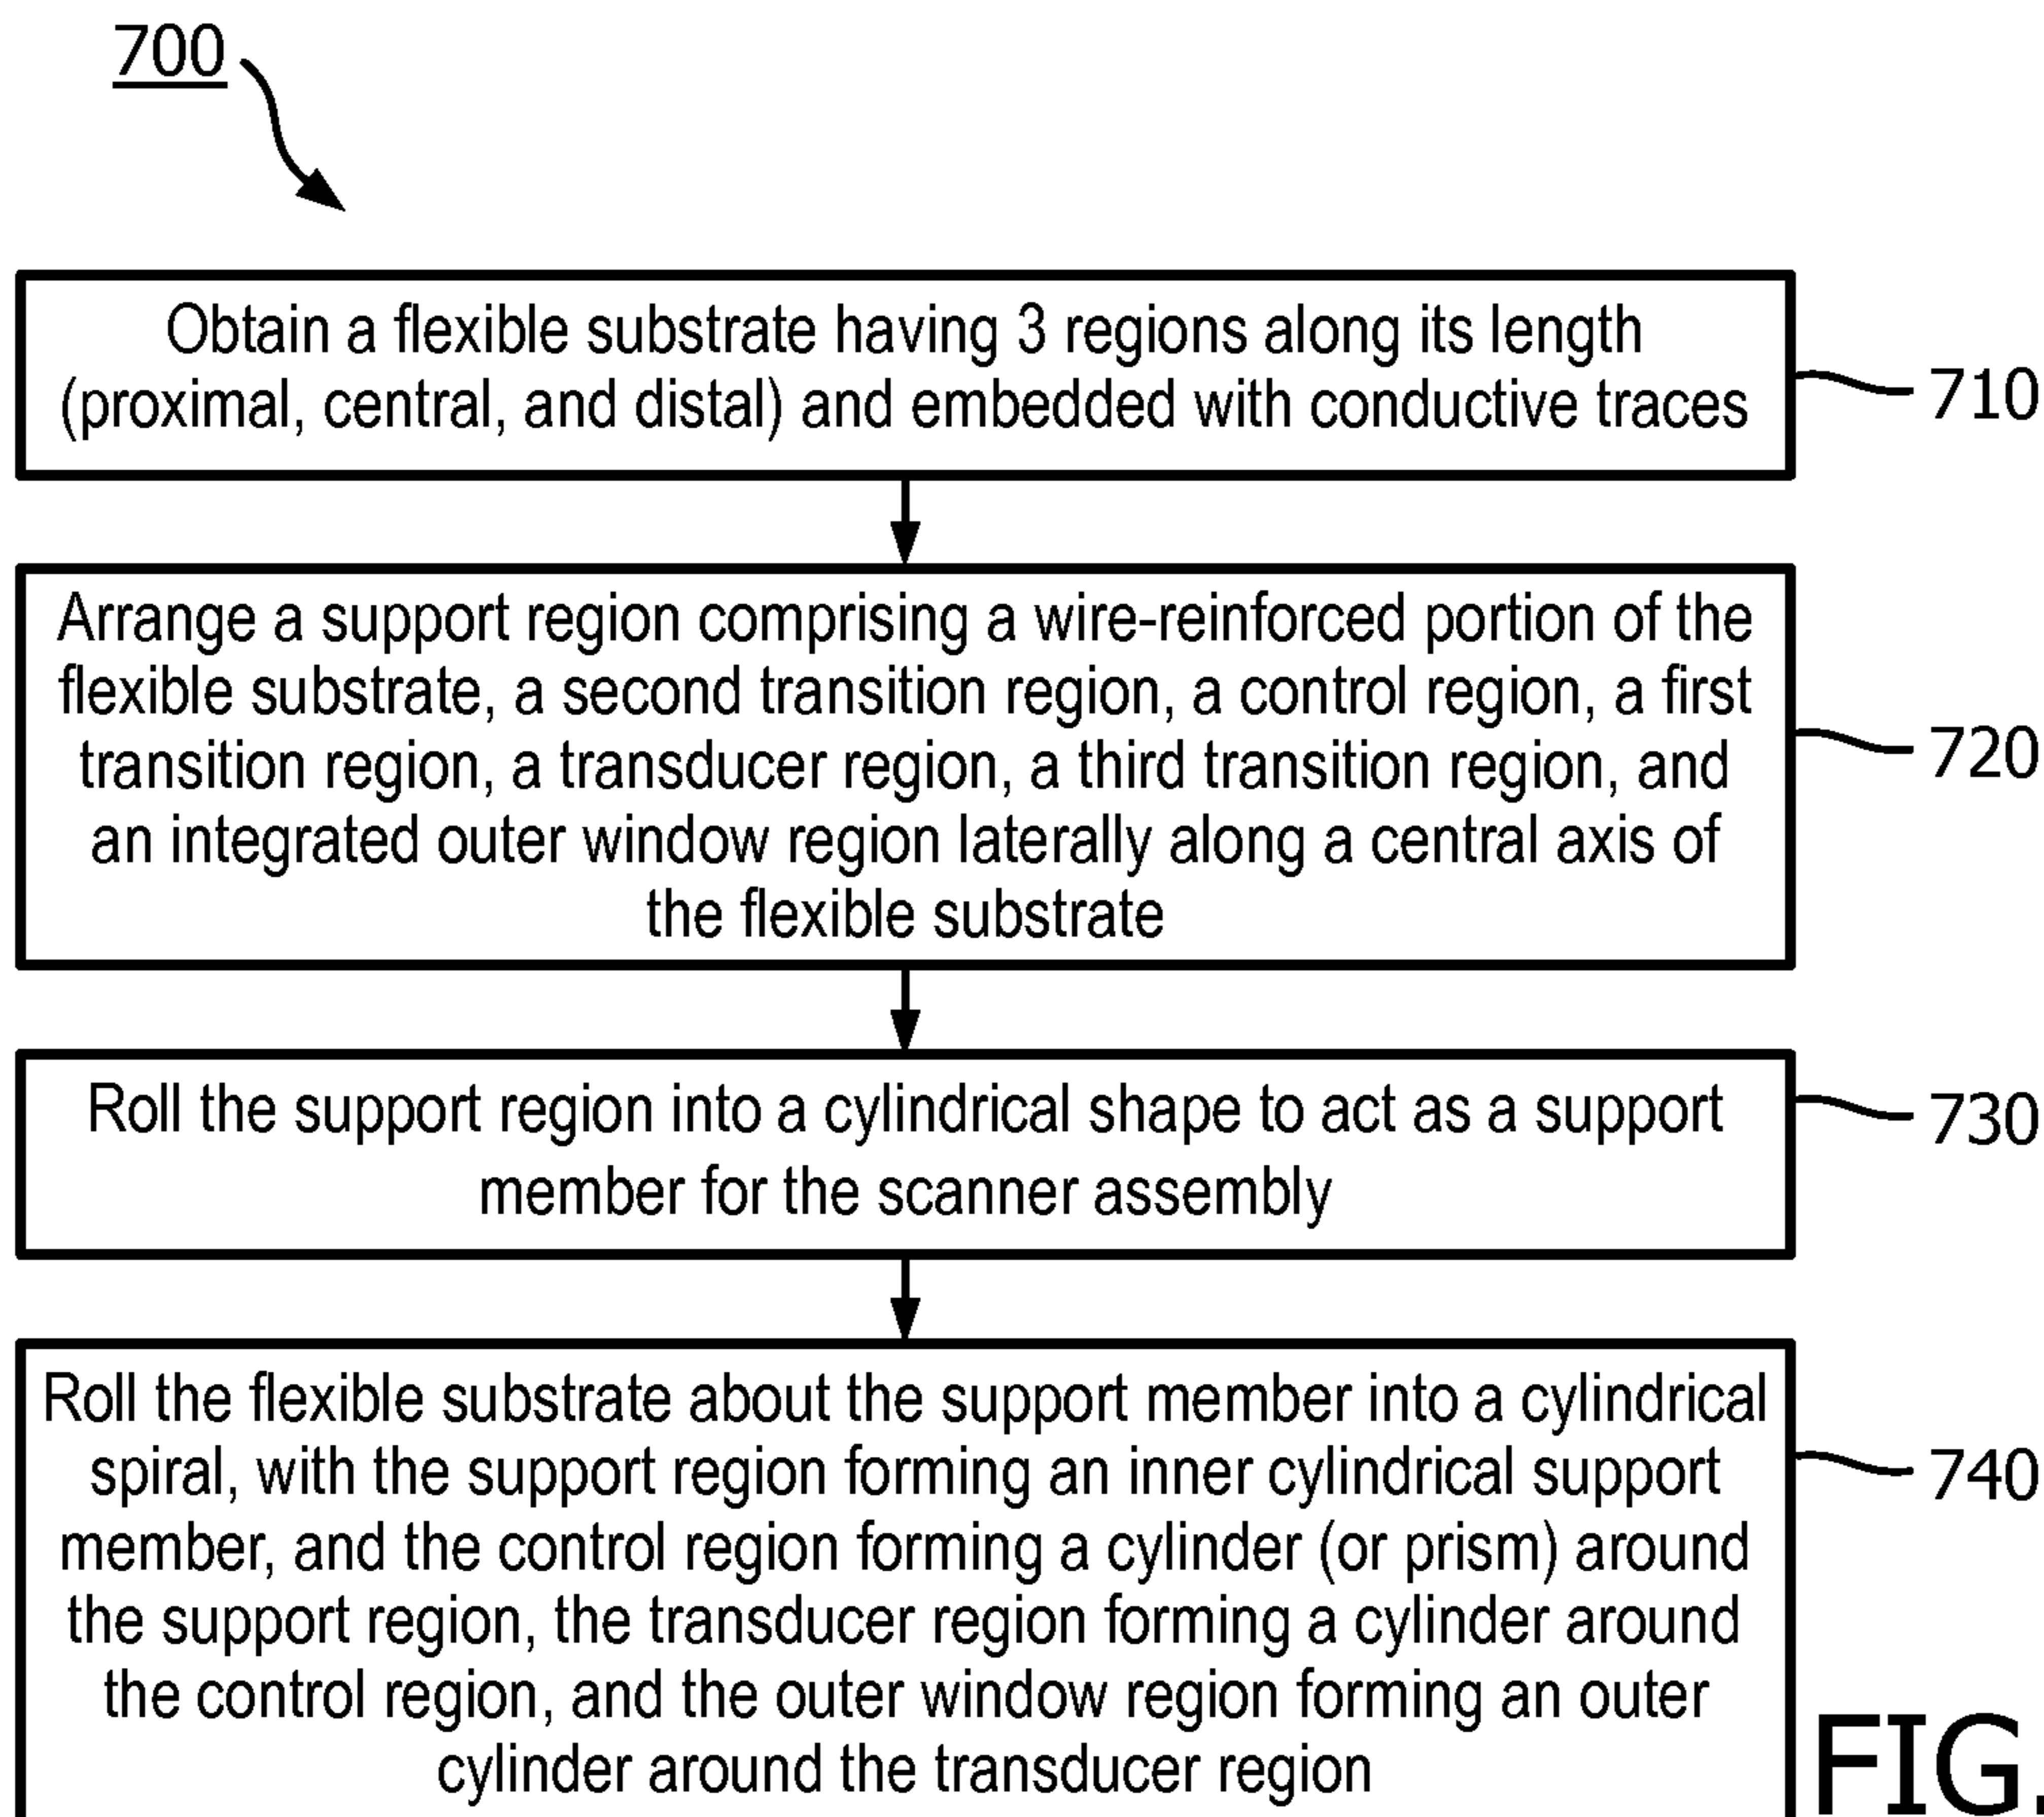 700
Obtain a flexible substrate having 3 regions along its length
(proximal, central, and distal) and embedded with conductive traces
710
Arrange a support region comprising a wire-reinforced portion of the
flexible substrate, a second transition region, a control region, a first
transition region, a transducer region, a third transition region, and
an integrated outer window region laterally along a central axis of
the flexible substrate
720
Roll the support region into a cylindrical shape to act as a support
member for the scanner assembly
730
Roll the flexible substrate about the support member into a cylindrical
spiral, with the support region forming an inner cylindrical support
member, and the control region forming a cylinder (or prism) around
the support region, the transducer region forming a cylinder around
the control region, and the outer window region forming an outer
cylinder around the transducer region
740
FIG.